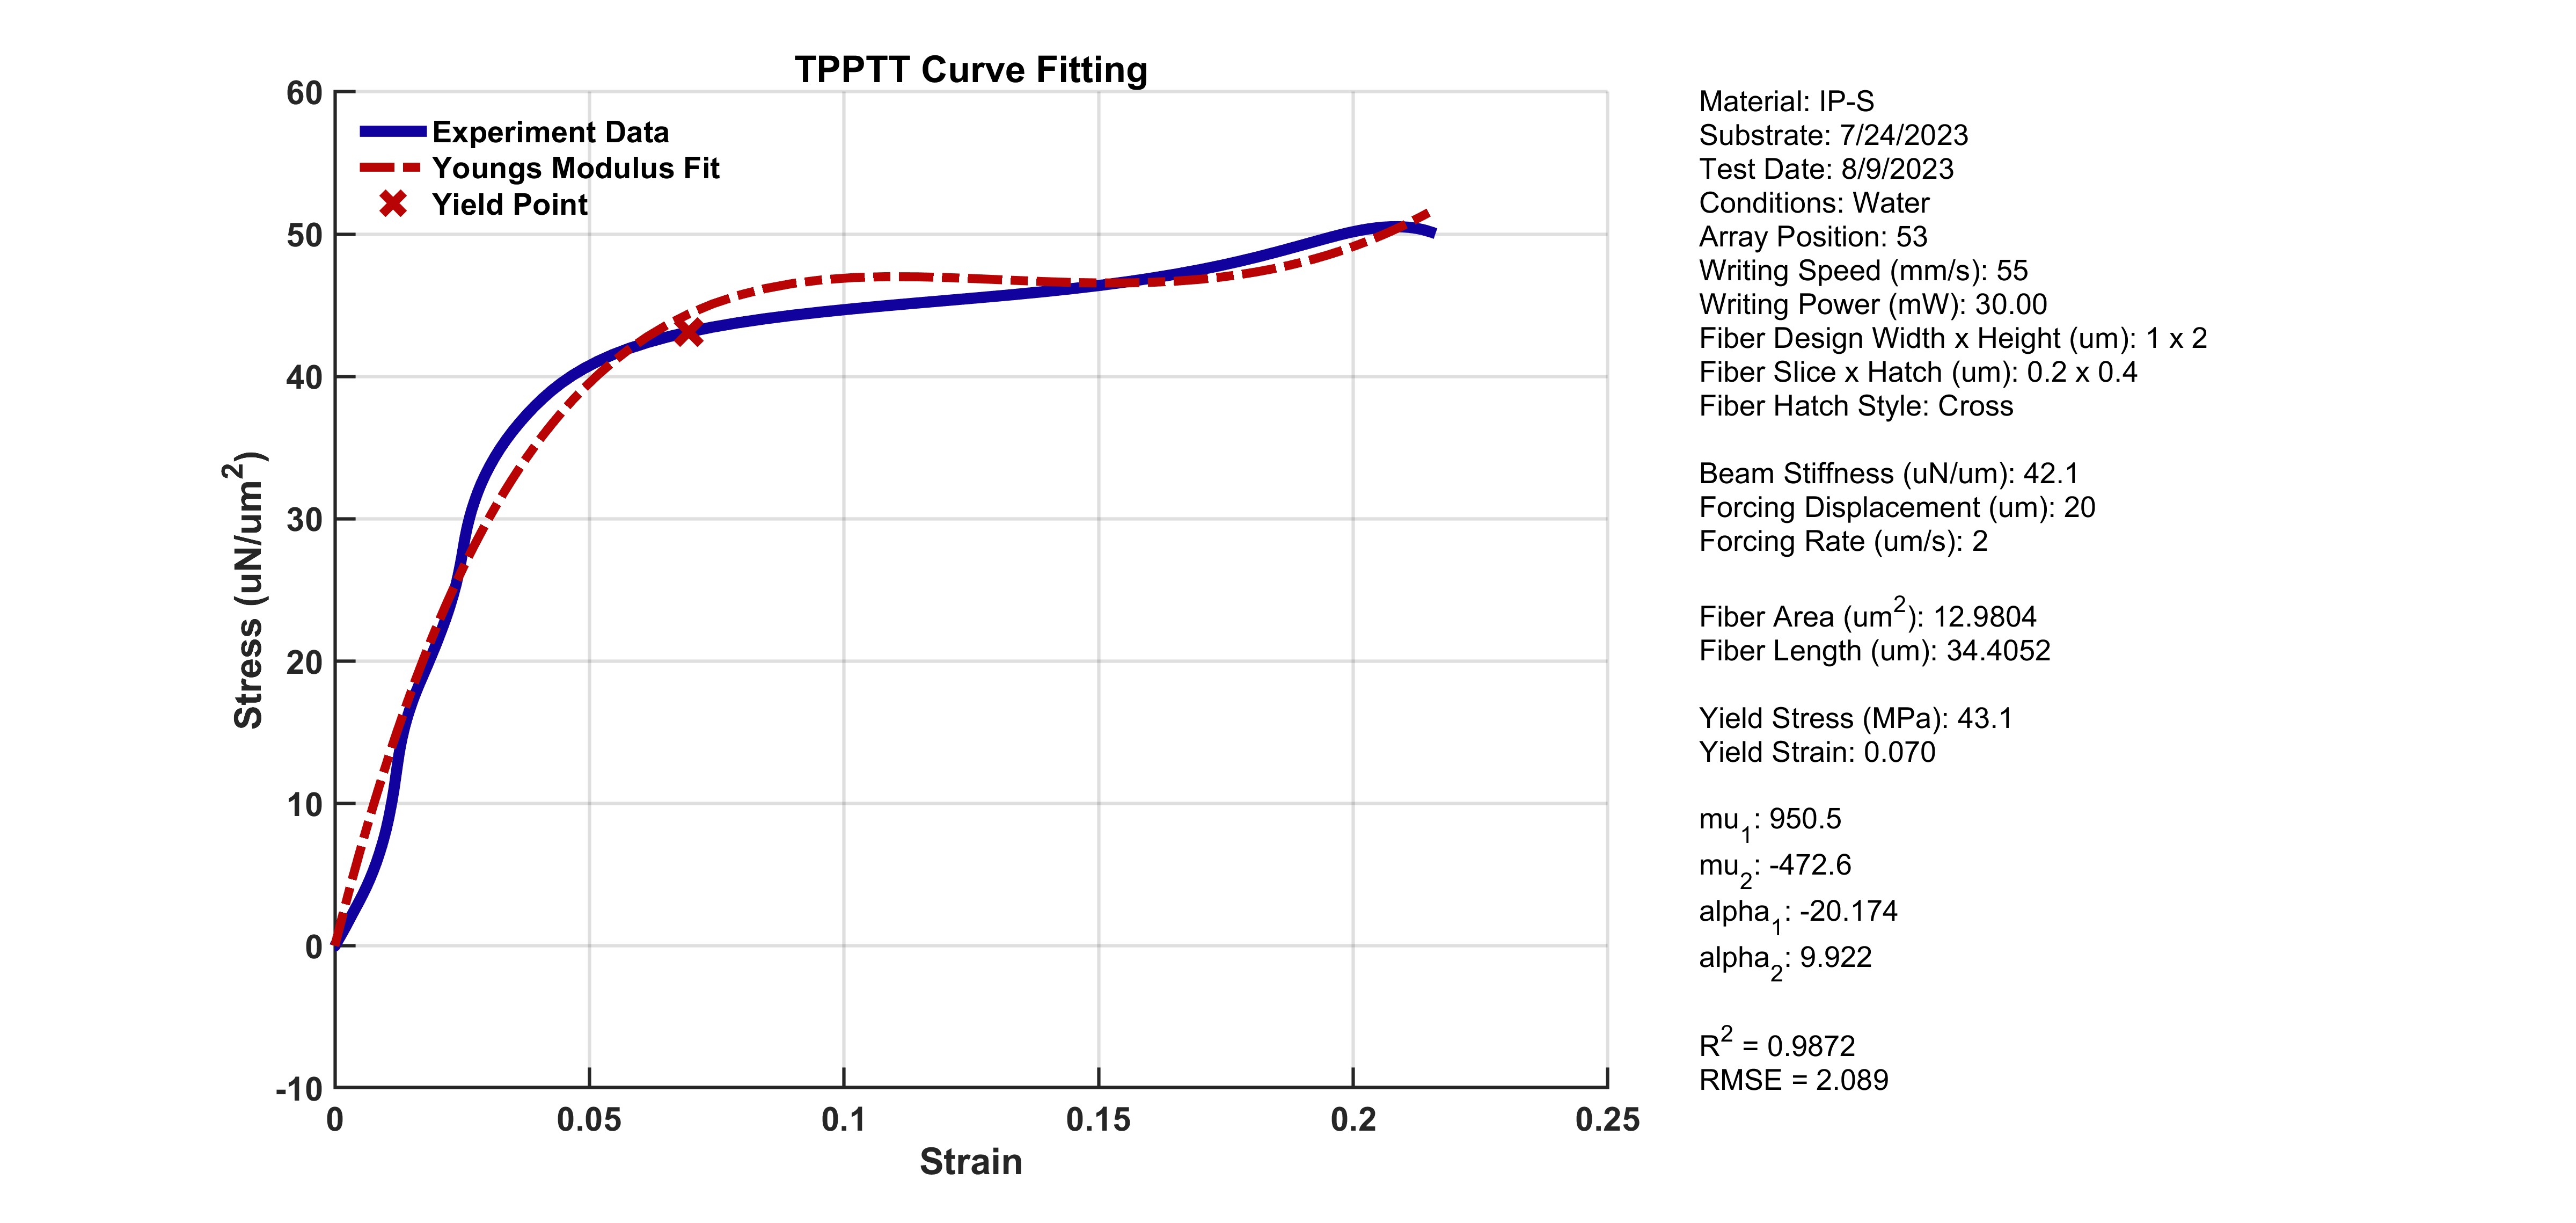 TPPTT Curve Fitting
60
50
40
30
20
10
0
-10
Stress (uN/um²)
Experiment Data
Youngs Modulus Fit
Yield Point
0
0.05
0.1
0.15
0.2
0.25
Strain
Material: IP-S
Substrate: 7/24/2023
Test Date: 8/9/2023
Conditions: Water
Array Position: 53
Writing Speed (mm/s): 55
Writing Power (mW): 30.00
Fiber Design Width x Height (um): 1 x 2
Fiber Slice x Hatch (um): 0.2 x 0.4
Fiber Hatch Style: Cross
Beam Stiffness (uN/um): 42.1
Forcing Displacement (um): 20
Forcing Rate (um/s): 2
Fiber Area (um²): 12.9804
Fiber Length (um): 34.4052
Yield Stress (MPa): 43.1
Yield Strain: 0.070
mu₁: 950.5
mu₂: -472.6
alpha₁: -20.174
alpha₂: 9.922
R² = 0.9872
RMSE = 2.089